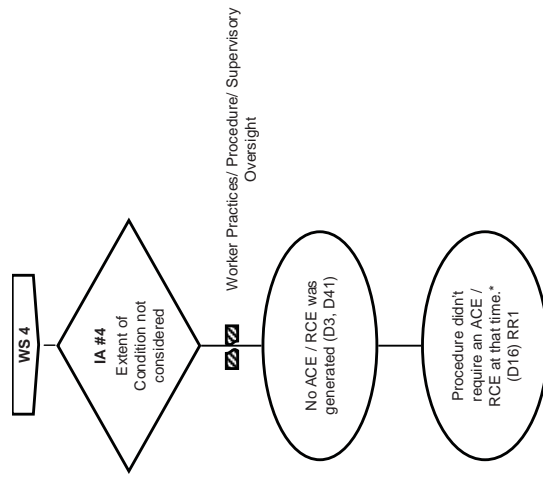 WS 4
IA #4
Extent of
Condition not
considered
Worker Practices/ Procedure/ Supervisory
Oversight
No ACE / RCE was
generated (D3, D41)
Procedure didn't
require an ACE /
RCE at that time.*
(D16) RR1